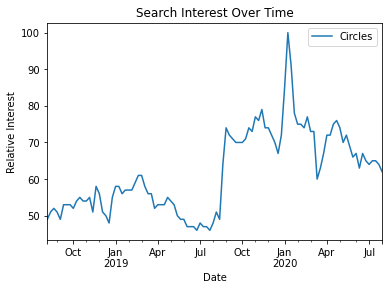 Search Interest Over Time
Circles
Relative Interest
100
90
80
70
60
50
Oct
Jan
2019
Apr
Jul
Oct
Jan
2020
Apr
Jul
Date